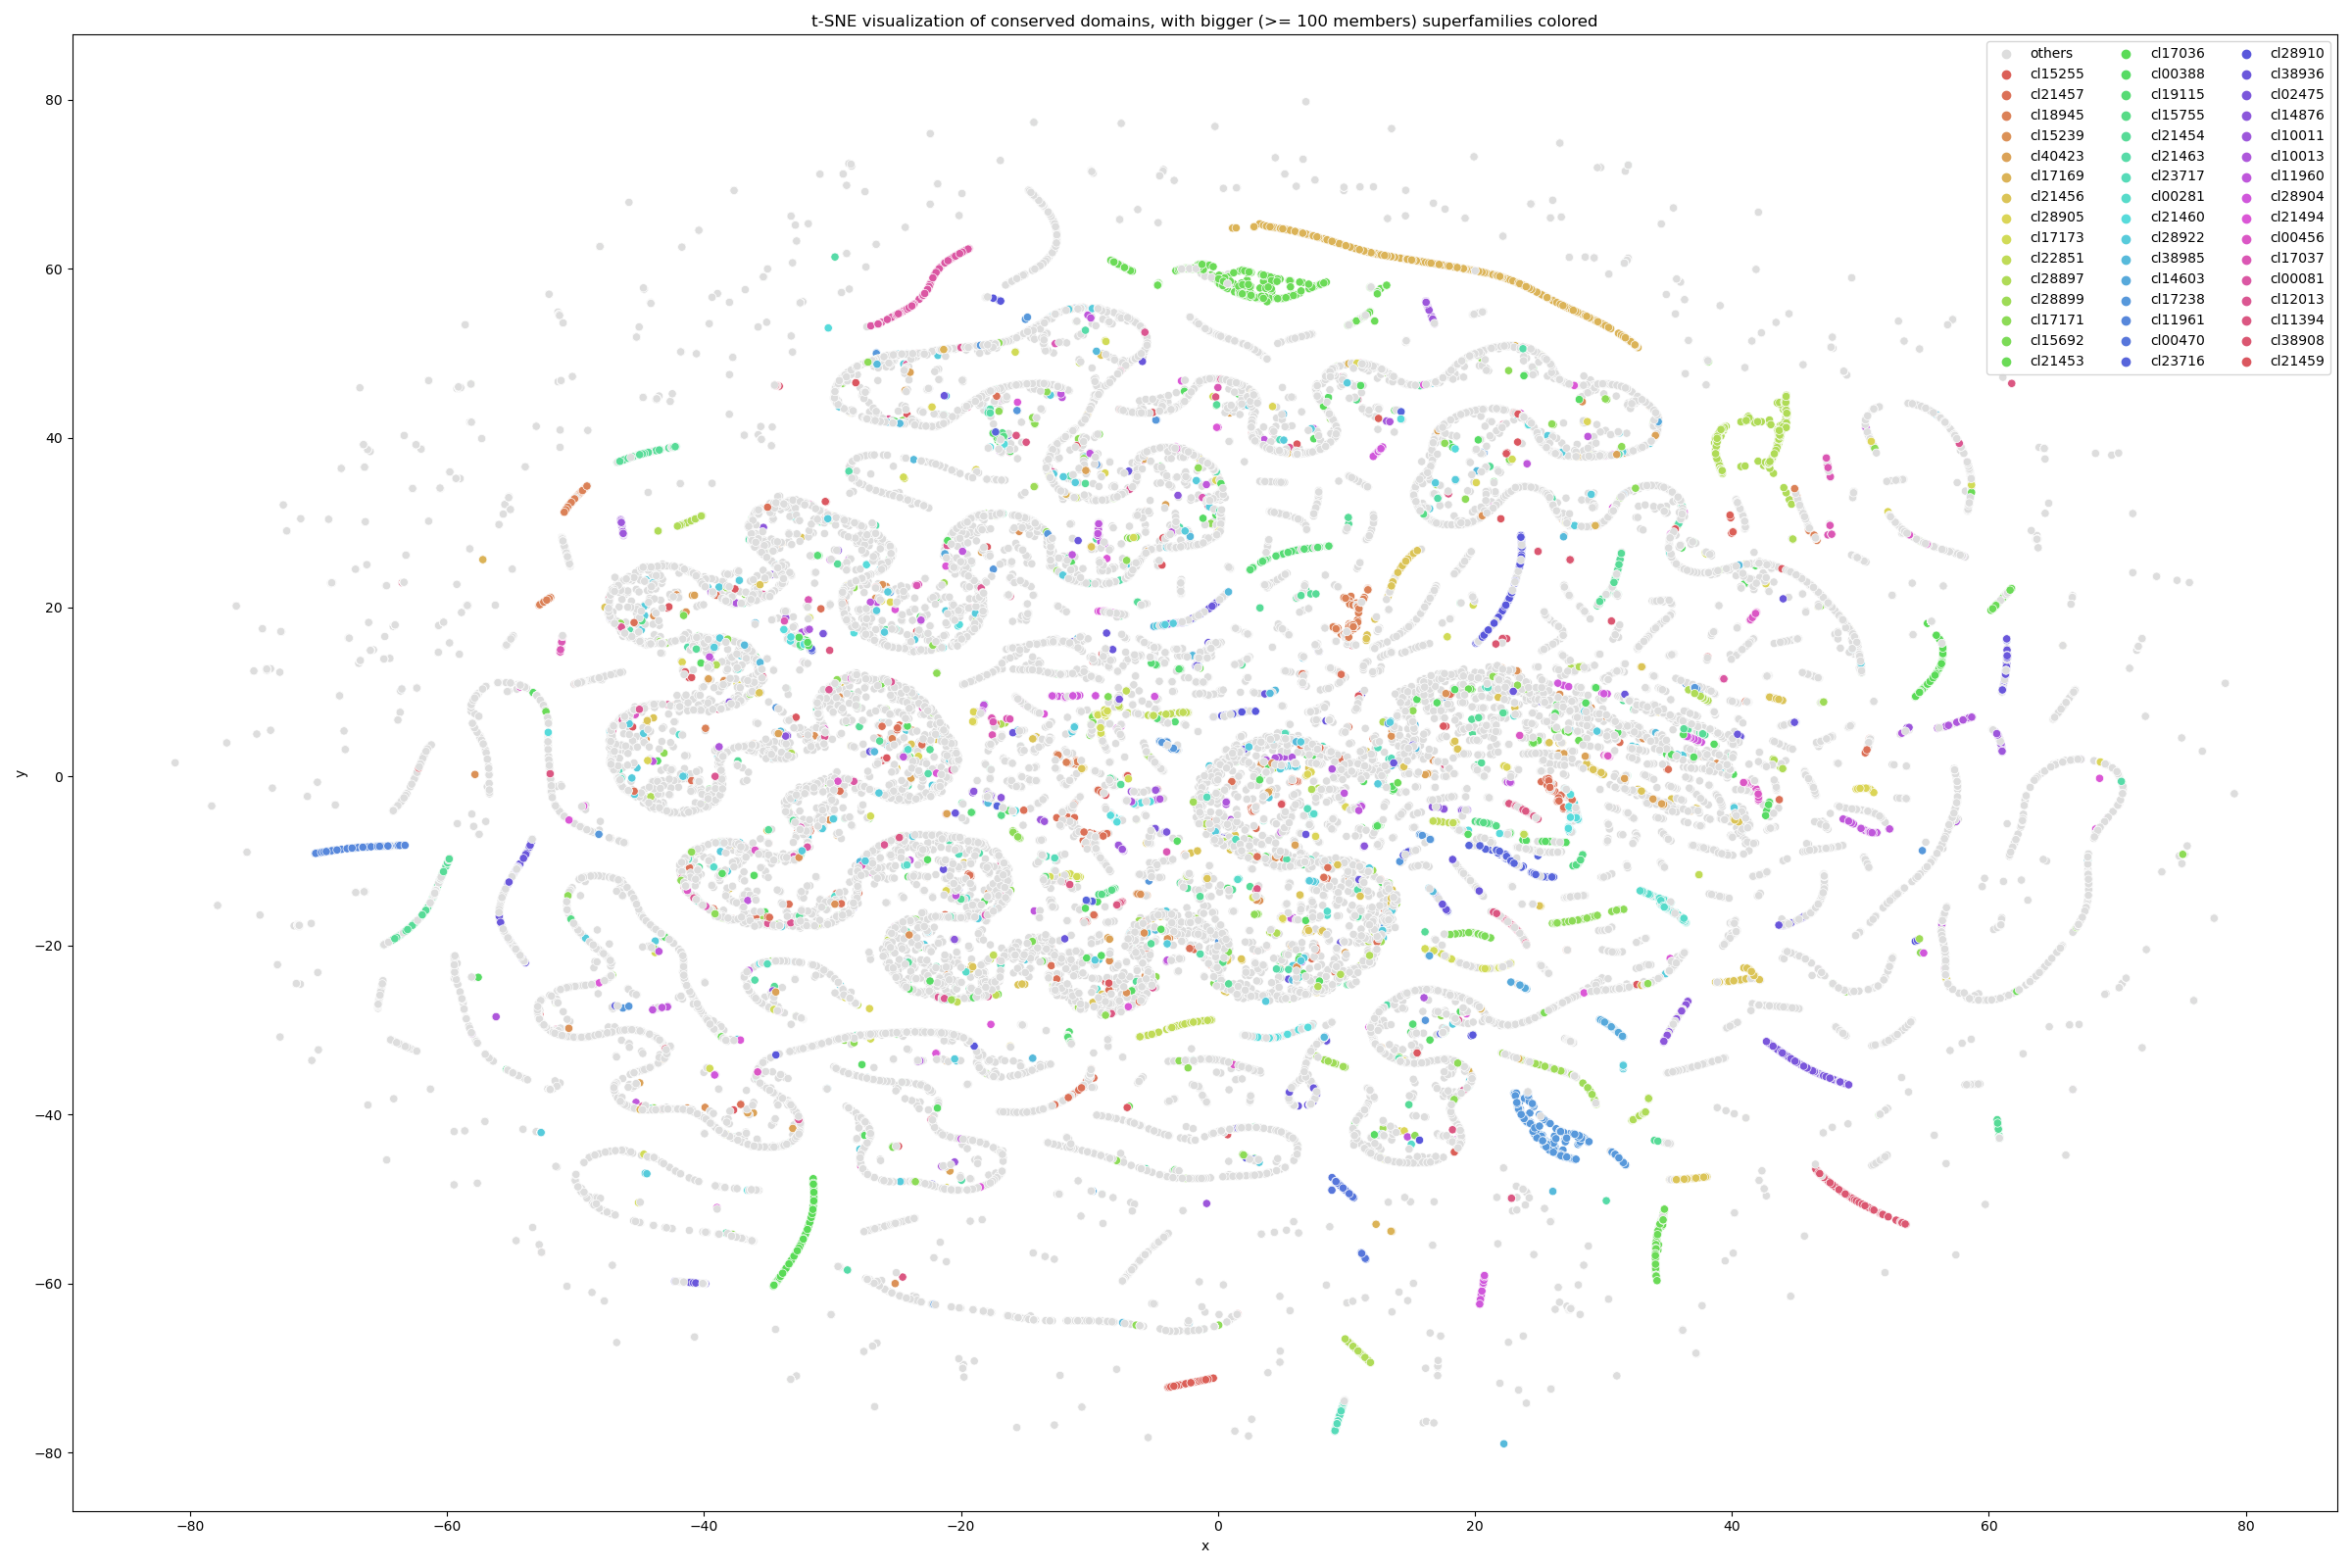 t-SNE visualization of conserved domains, with bigger (>= 100 members) superfamilies colored
others cl17036 cl28910
cl15255 cl00388 cl38936
cl21457 cl19115 cl02475
cl18945 cl15755 cl14876
cl15239 cl21454 cl10011
cl40423 cl21463 cl10013
cl17169 cl23717 cl11960
cl21456 cl00281 cl28904
cl28905 cl21460 cl21494
cl17173 cl28922 cl00456
cl22851 cl38985 cl17037
cl28897 cl14603 cl00081
cl28899 cl17238 cl12013
cl17171 cl11961 cl11394
cl15692 cl00470 cl38908
cl21453 cl23716 cl21459
80
60
40
20
0
−20
−40
−60
−80
y
−80 −60 −40 −20 0 20 40 60 80
x